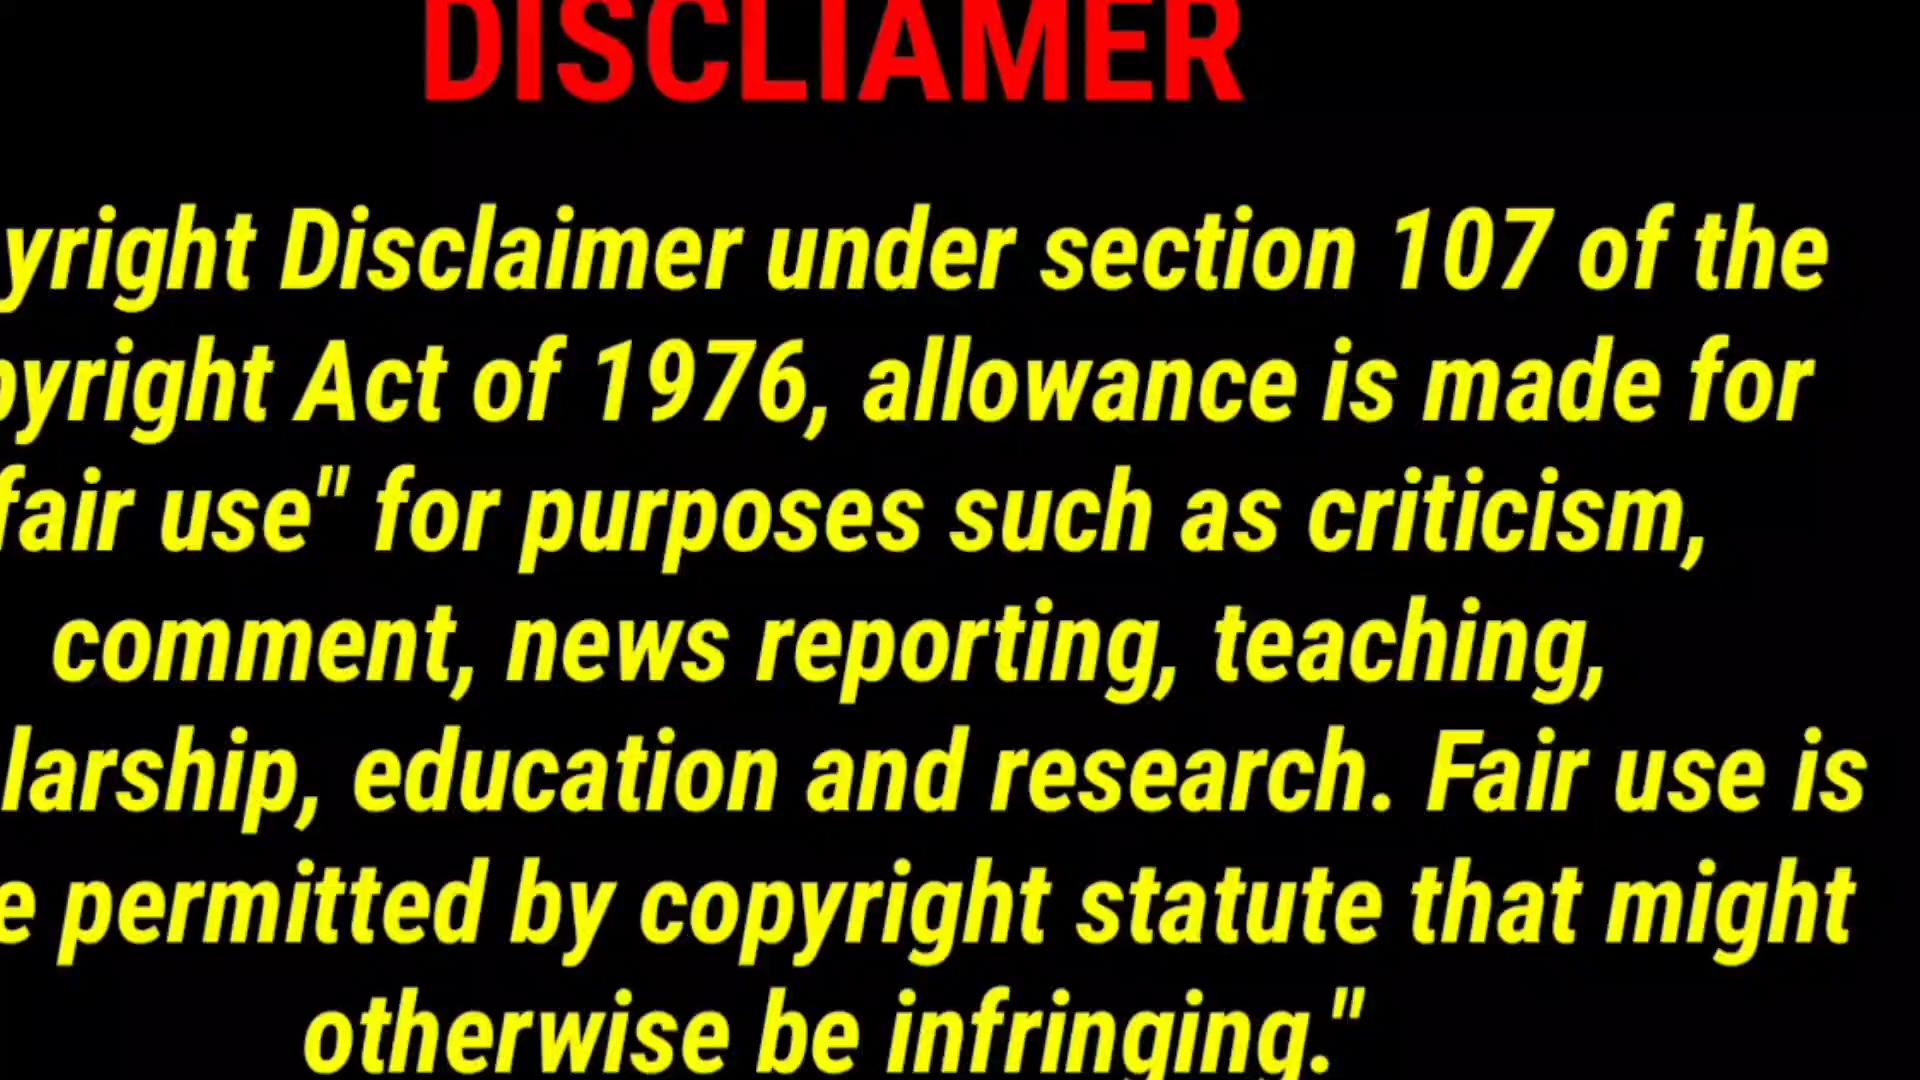 DISCLIAMER
yright Disclaimer under section 107 of the
pyright Act of 1976, allowance is made for
fair use" for purposes such as criticism,
comment, news reporting, teaching,
larship, education and research. Fair use is
e permitted by copyright statute that might
otherwise be infringing."